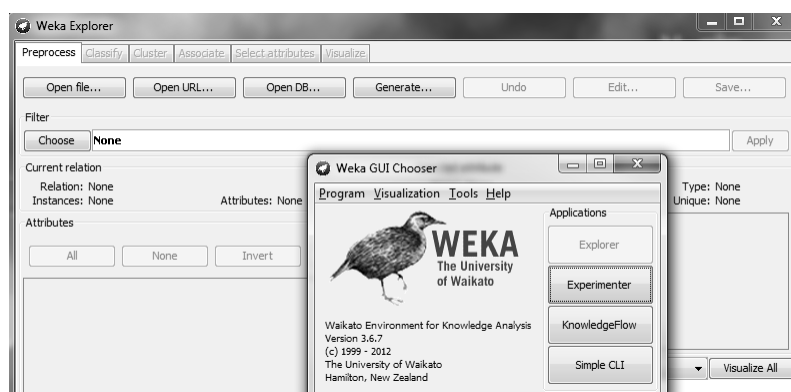 Weka Explorer
Preprocess Classify Cluster Associate Select attributes Visualize
Open file... Open URL... Open DB... Generate... Undo Edit... Save...
Filter
Choose None Apply
Current relation
Relation: None
Instances: None Attributes: None
Type: None
Unique: None
Attributes
All None Invert
Weka GUI Chooser
Program Visualization Tools Help
WEKA
The University
of Waikato
Waikato Environment for Knowledge Analysis
Version 3.6.7
(c) 1999 - 2012
The University of Waikato
Hamilton, New Zealand
Applications
Explorer
Experimenter
KnowledgeFlow
Simple CLI
Visualize All